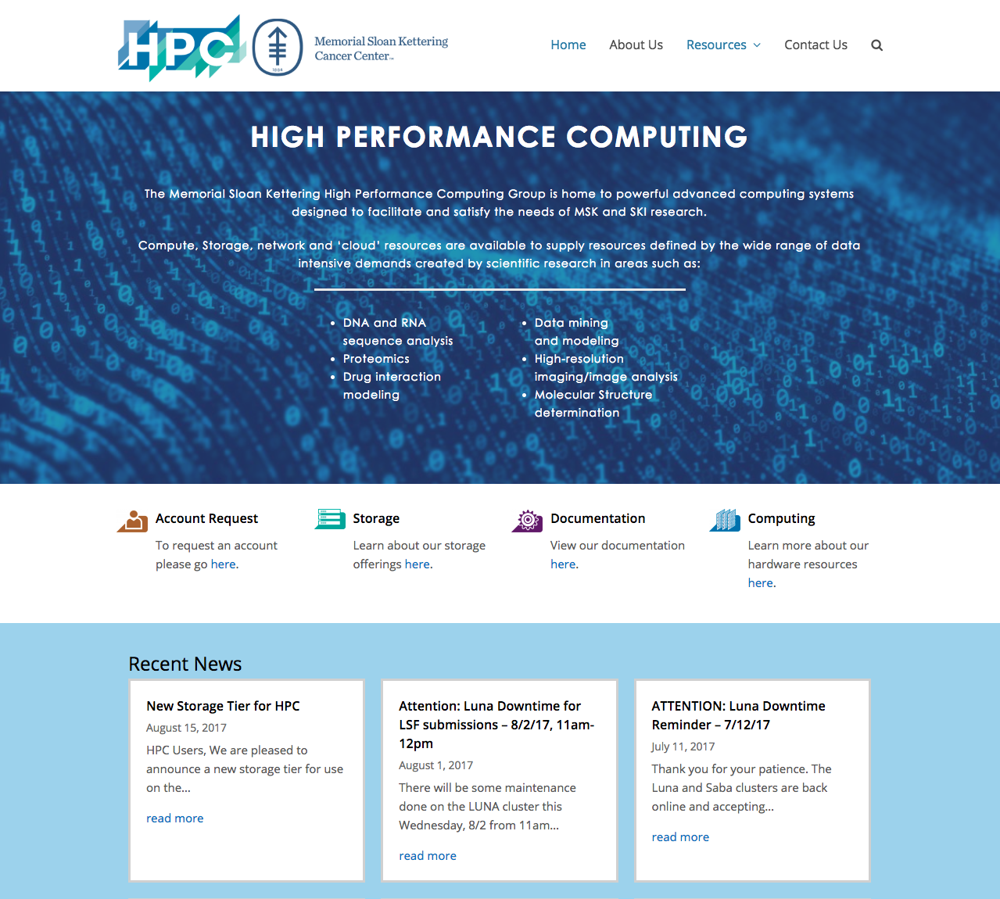 HPC
1884
Memorial Sloan Kettering
Cancer Center™
Home About Us Resources Contact Us
HIGH PERFORMANCE COMPUTING
The Memorial Sloan Kettering High Performance Computing Group is home to powerful advanced computing systems
designed to facilitate and satisfy the needs of MSK and SKI research.
Compute, Storage, network and ‘cloud’ resources are available to supply resources defined by the wide range of data
intensive demands created by scientific research in areas such as:
• DNA and RNA
sequence analysis
• Proteomics
• Drug interaction
modeling
• Data mining
and modeling
• High-resolution
imaging/image analysis
• Molecular Structure
determination
Account Request
To request an account
please go here.
Storage
Learn about our storage
offerings here.
Documentation
View our documentation
here.
Computing
Learn more about our
hardware resources
here.
Recent News
New Storage Tier for HPC
August 15, 2017
HPC Users, We are pleased to
announce a new storage tier for use
on the...
read more
Attention: Luna Downtime for
LSF submissions – 8/2/17, 11am-
12pm
August 1, 2017
There will be some maintenance
done on the LUNA cluster this
Wednesday, 8/2 from 11am...
read more
ATTENTION: Luna Downtime
Reminder – 7/12/17
July 11, 2017
Thank you for your patience. The
Luna and Saba clusters are back
online and accepting...
read more